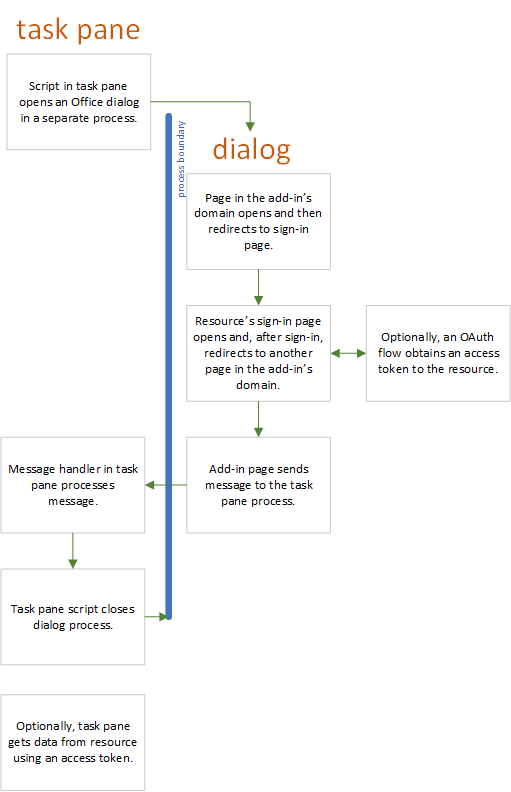 task pane
Script in task pane
opens an Office dialog
in a separate process.
process boundary
dialog
Page in the add-in’s
domain opens and then
redirects to sign-in
page.
Resource’s sign-in page
opens and, after sign-in,
redirects to another
page in the add-in’s
domain.
Optionally, an OAuth
flow obtains an access
token to the resource.
Add-in page sends
message to the task
pane process.
Message handler in task
pane processes
message.
Task pane script closes
dialog process.
Optionally, task pane
gets data from resource
using an access token.